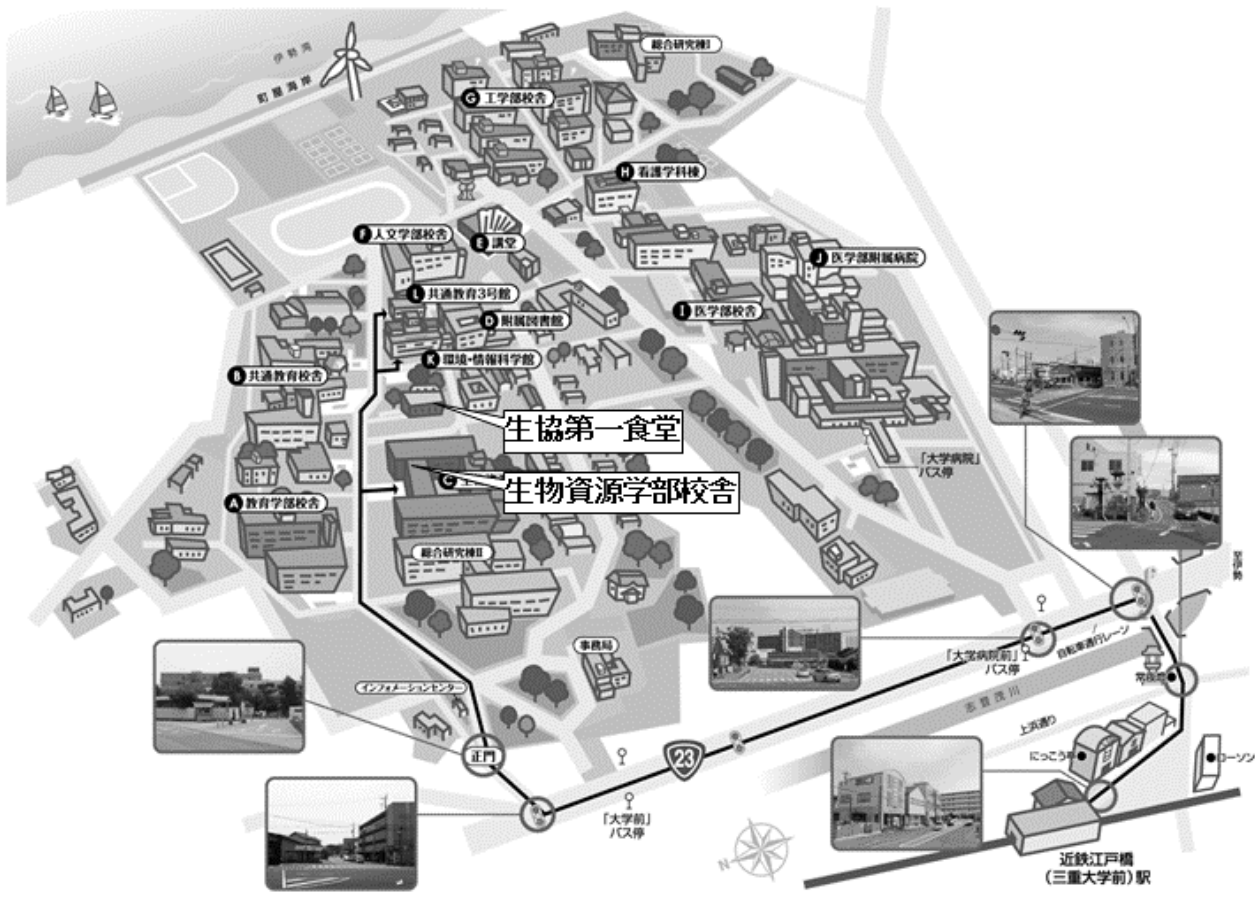 伊勢湾
町屋海岸
総合研究棟I
G 工学部校舎
H 看護学科棟
F 人文学部校舎
E 講堂
J 医学部附属病院
L 共通教育3号館
D 附属図書館
I 医学部校舎
K 環境・情報科学館
B 共通教育校舎
生協第一食堂
「大学病院」
バス停
C
生物資源学部校舎
A 教育学部校舎
総合研究棟II
至伊勢
事務局
「大学病院前」
バス停
自転車通行レーン
インフォメーションセンター
志登茂川
常夜燈
上浜通り
正門
23
にっこう亭
ローソン
「大学前」
バス停
N
近鉄江戸橋
(三重大学前)駅